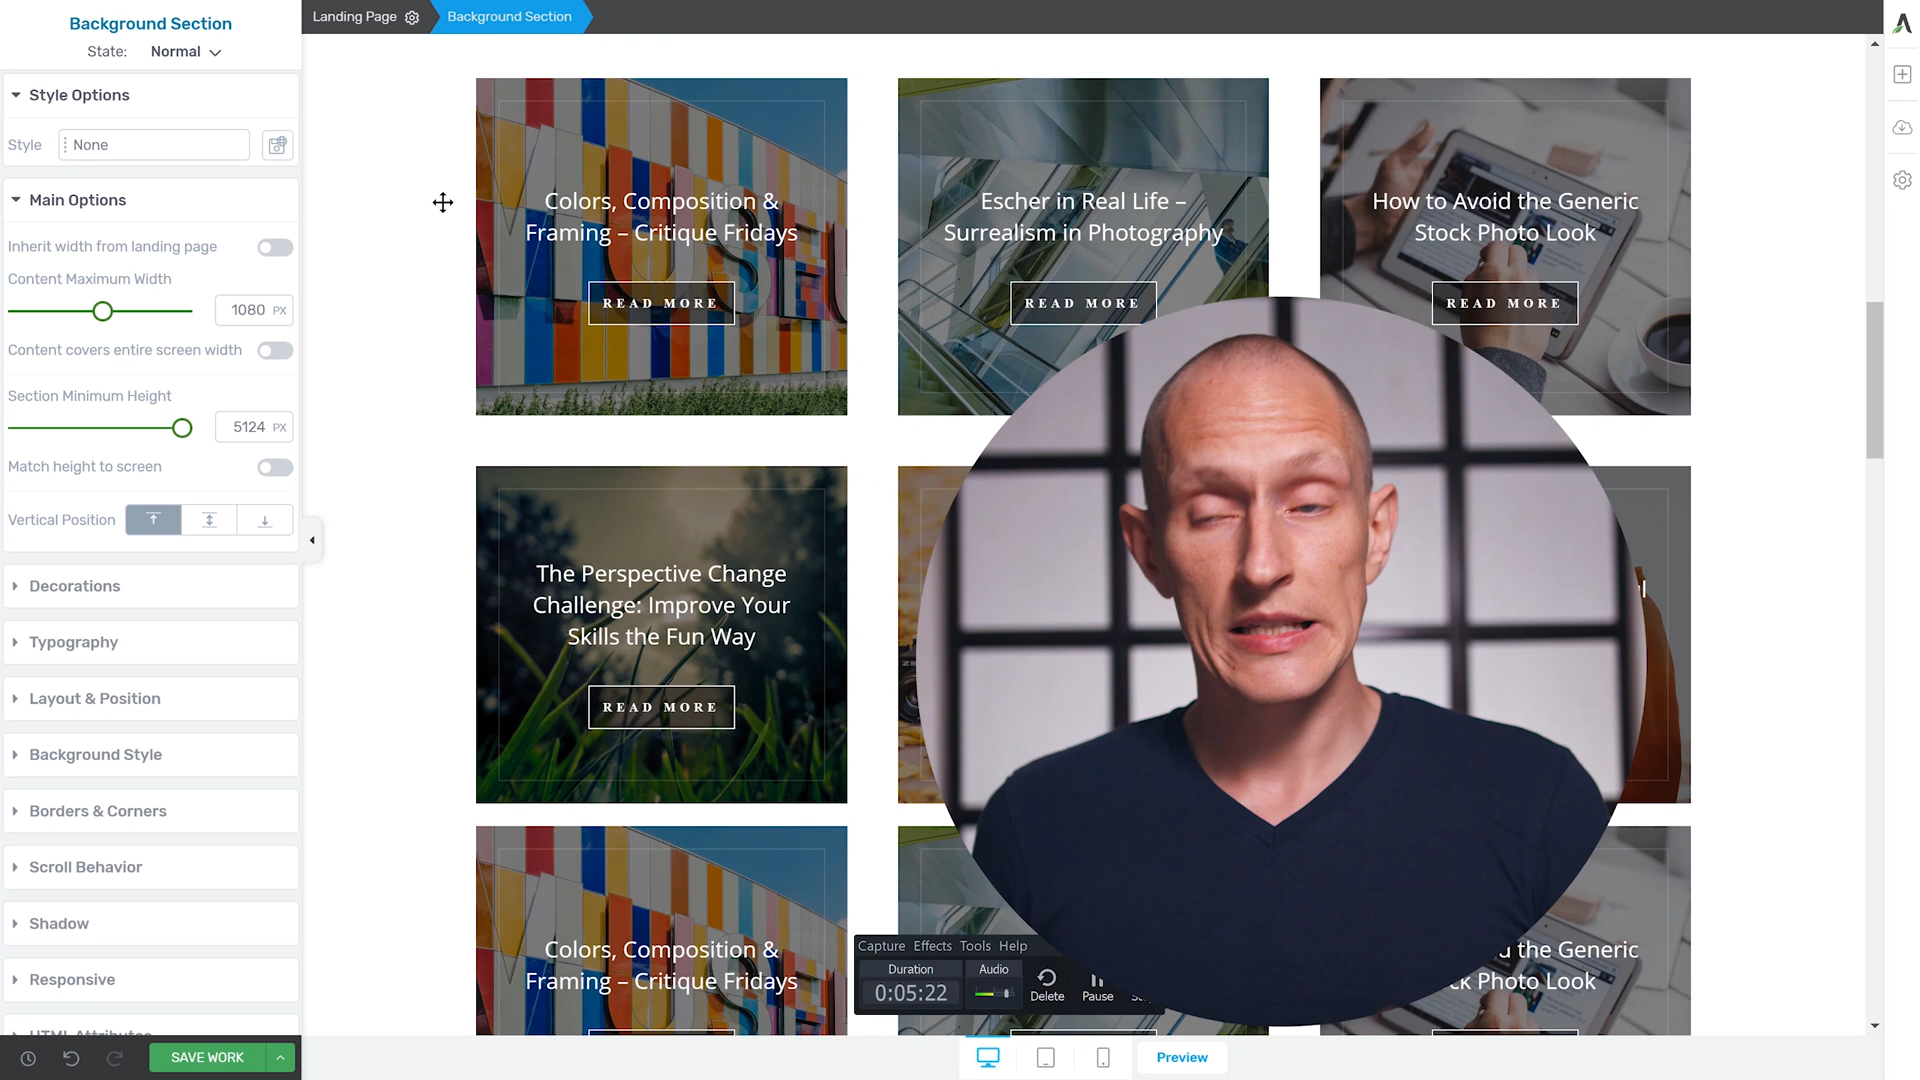 Background Section
State: Normal
Style Options
Style None
Main Options
Inherit width from landing page
Content Maximum Width
1080 PX
Content covers entire screen width
Section Minimum Height
5124 PX
Match height to screen
Vertical Position
Decorations
Typography
Layout & Position
Background Style
Borders & Corners
Scroll Behavior
Shadow
Responsive
HTML Attributes
SAVE WORK
Landing Page
Background Section
Colors, Composition &
Framing – Critique Fridays
READ MORE
Escher in Real Life –
Surrealism in Photography
READ MORE
How to Avoid the Generic
Stock Photo Look
READ MORE
The Perspective Change
Challenge: Improve Your
Skills the Fun Way
READ MORE
Colors, Composition &
Framing – Critique Fridays
the Generic
Photo Look
Capture Effects Tools Help
Duration
0:05:22
Audio
Delete
Pause
Preview